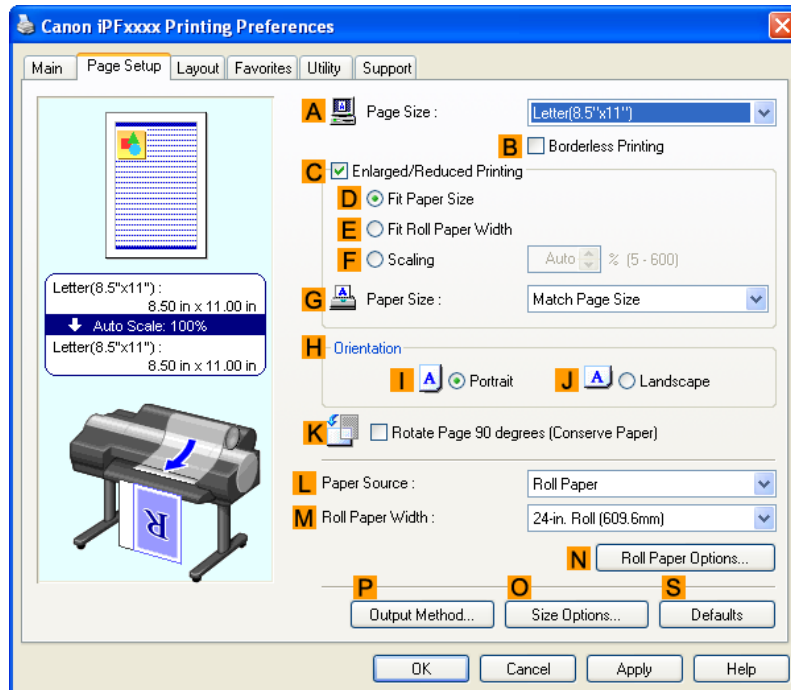 Canon iPFxxxx Printing Preferences
Main Page Setup Layout Favorites Utility Support
A Page Size : Letter(8.5"x11")
B Borderless Printing
C Enlarged/Reduced Printing
D Fit Paper Size
E Fit Roll Paper Width
F Scaling Auto % (5 - 600)
G Paper Size : Match Page Size
Letter(8.5"x11") :
8.50 in x 11.00 in
Auto Scale: 100%
Letter(8.5"x11") :
8.50 in x 11.00 in
H Orientation
I A Portrait J A Landscape
K Rotate Page 90 degrees (Conserve Paper)
R
L Paper Source : Roll Paper
M Roll Paper Width : 24-in. Roll (609.6mm)
N Roll Paper Options...
P O S
Output Method... Size Options... Defaults
OK Cancel Apply Help